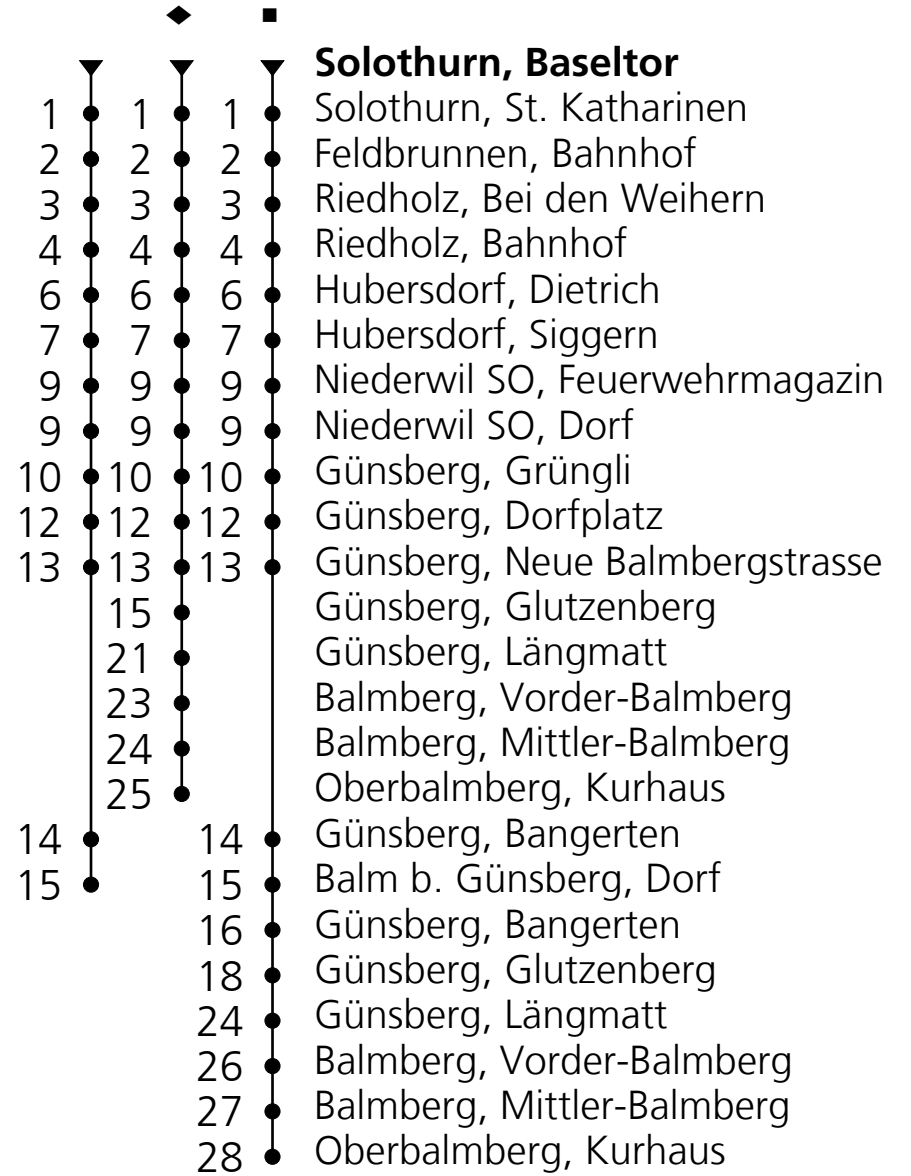 Solothurn, Baseltor
1 1 1 Solothurn, St. Katharinen
2 2 2 Feldbrunnen, Bahnhof
3 3 3 Riedholz, Bei den Weihern
4 4 4 Riedholz, Bahnhof
6 6 6 Hubersdorf, Dietrich
7 7 7 Hubersdorf, Siggern
9 9 9 Niederwil SO, Feuerwehrmagazin
9 9 9 Niederwil SO, Dorf
10 10 10 Günsberg, Grüngli
12 12 12 Günsberg, Dorfplatz
13 13 13 Günsberg, Neue Balmbergstrasse
15 Günsberg, Glutzenberg
21 Günsberg, Längmatt
23 Balmberg, Vorder-Balmberg
24 Balmberg, Mittler-Balmberg
25 Oberbalmberg, Kurhaus
14 14 Günsberg, Bangerten
15 15 Balm b. Günsberg, Dorf
16 Günsberg, Bangerten
18 Günsberg, Glutzenberg
24 Günsberg, Längmatt
26 Balmberg, Vorder-Balmberg
27 Balmberg, Mittler-Balmberg
28 Oberbalmberg, Kurhaus